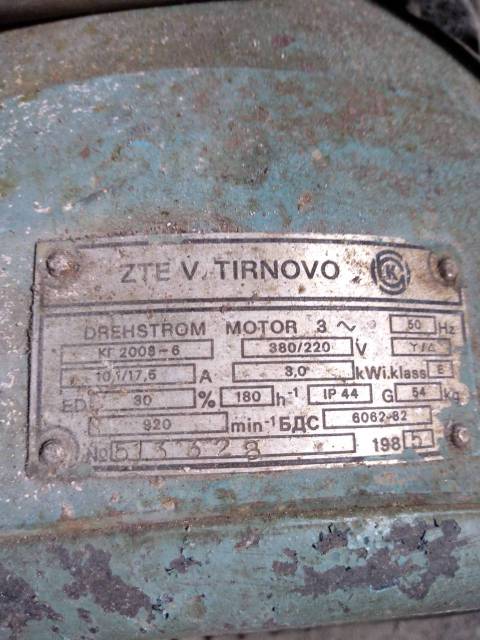 ZTE V. TIRNOVO K
DREHSTROM MOTOR 3 ~ 50 Hz
КГ 2008-6 380/220 V Y/Δ
10,1/17,5 A 3,0 kW i.klass E
ED 30 % 180 h-1 IP 44 G 54 kg
920 min-1 БДС 6062-82
No 513628 1985